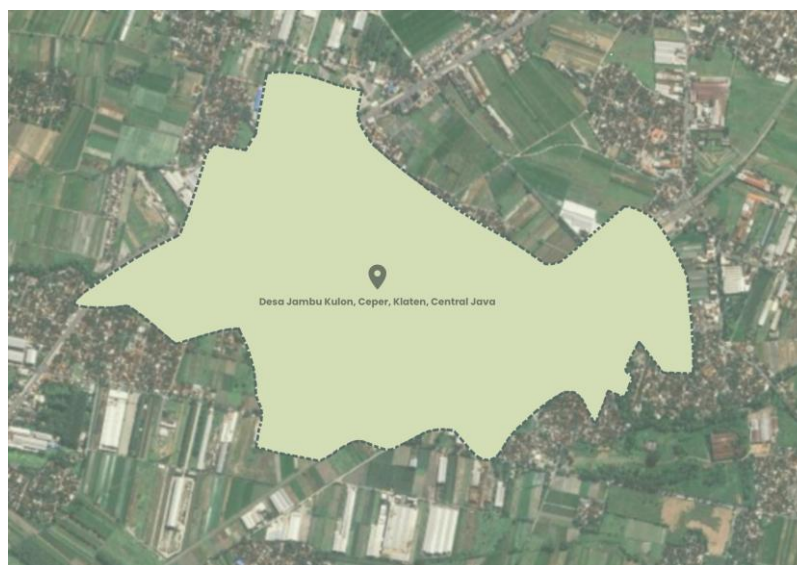 Desa Jambu Kulon, Ceper, Klaten, Central Java